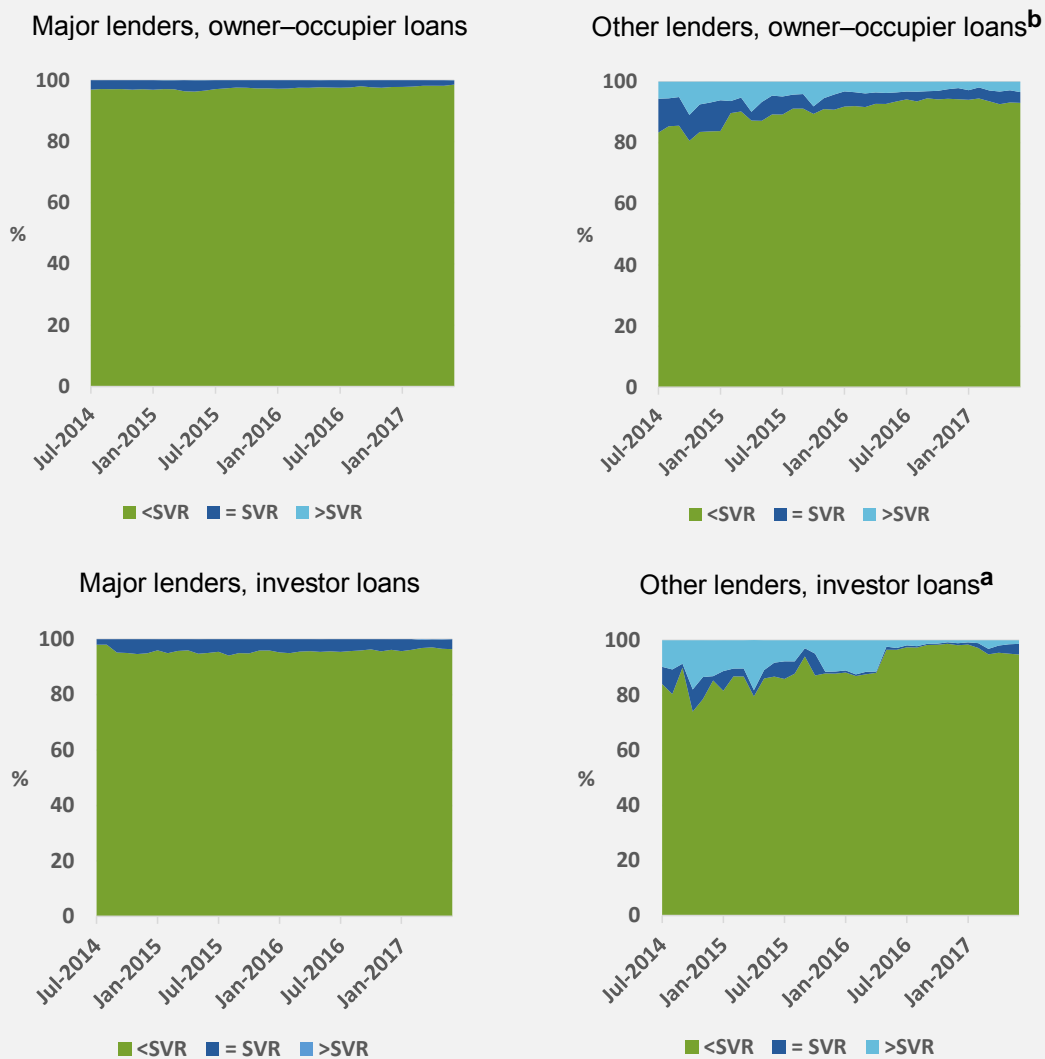 Major lenders, owner–occupier loans
100
80
60
40
20
0
%
Jul-2014
Jan-2015
Jul-2015
Jan-2016
Jul-2016
Jan-2017
<SVR = SVR >SVR
Other lenders, owner–occupier loansb
100
80
60
40
20
0
%
Jul-2014
Jan-2015
Jul-2015
Jan-2016
Jul-2016
Jan-2017
<SVR = SVR >SVR
Major lenders, investor loans
100
80
60
40
20
0
%
Jul-2014
Jan-2015
Jul-2015
Jan-2016
Jul-2016
Jan-2017
<SVR = SVR >SVR
Other lenders, investor loansa
100
80
60
40
20
0
%
Jul-2014
Jan-2015
Jul-2015
Jan-2016
Jul-2016
Jan-2017
<SVR = SVR >SVR